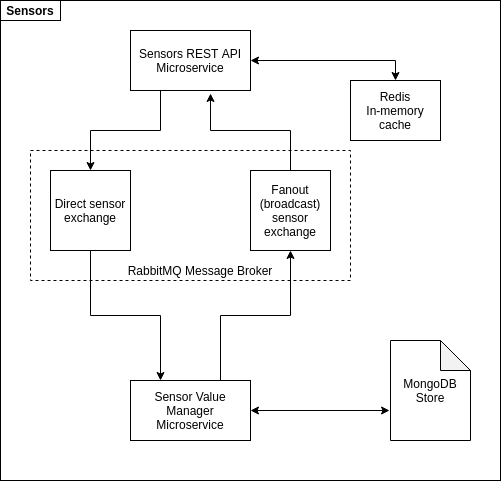 Sensors
Sensors REST API
Microservice
Redis
In-memory
cache
Direct sensor
exchange
Fanout
(broadcast)
sensor
exchange
RabbitMQ Message Broker
Sensor Value
Manager
Microservice
MongoDB
Store